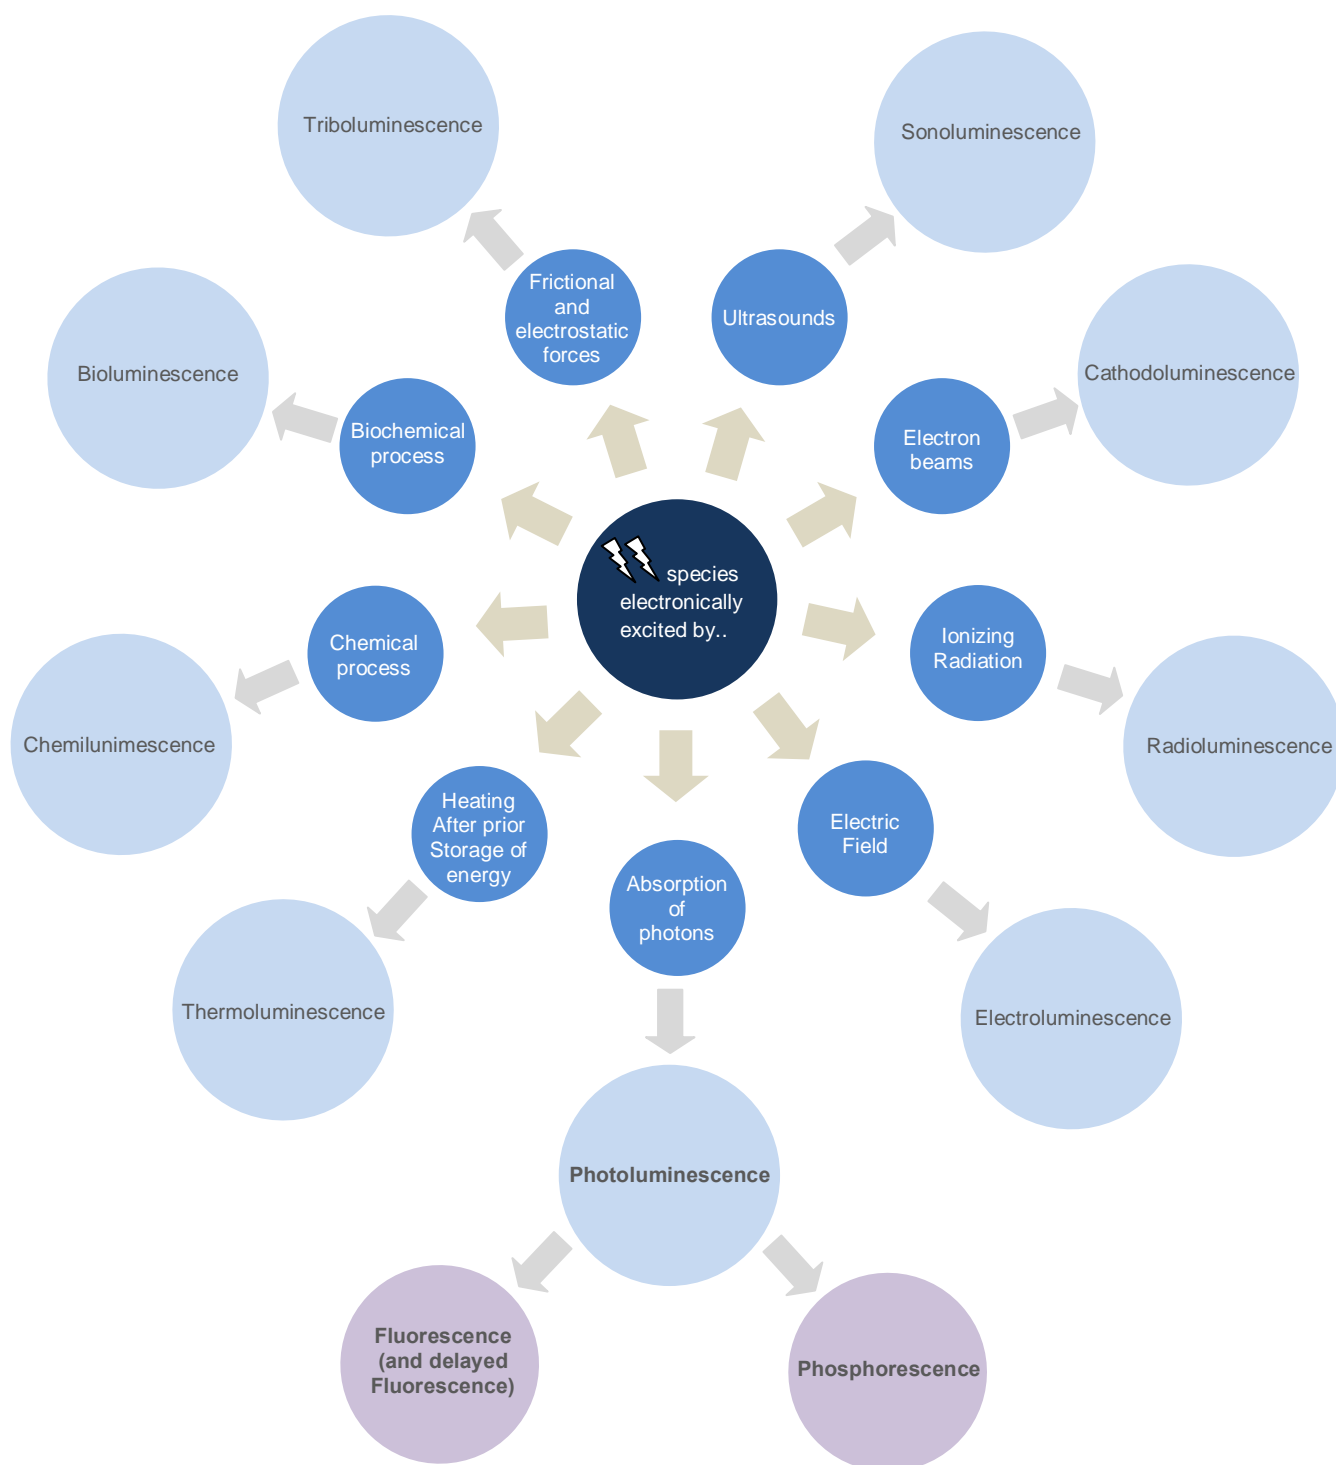 Triboluminescence
Sonoluminescence
Frictional
and
electrostatic
forces
Ultrasounds
Bioluminescence
Cathodoluminescence
Biochemical
process
Electron
beams
species
electronically
excited by..
Chemical
process
Ionizing
Radiation
Chemilunimescence
Radioluminescence
Heating
After prior
Storage of
energy
Electric
Field
Absorption
of
photons
Thermoluminescence
Electroluminescence
Photoluminescence
Fluorescence
(and delayed
Fluorescence)
Phosphorescence